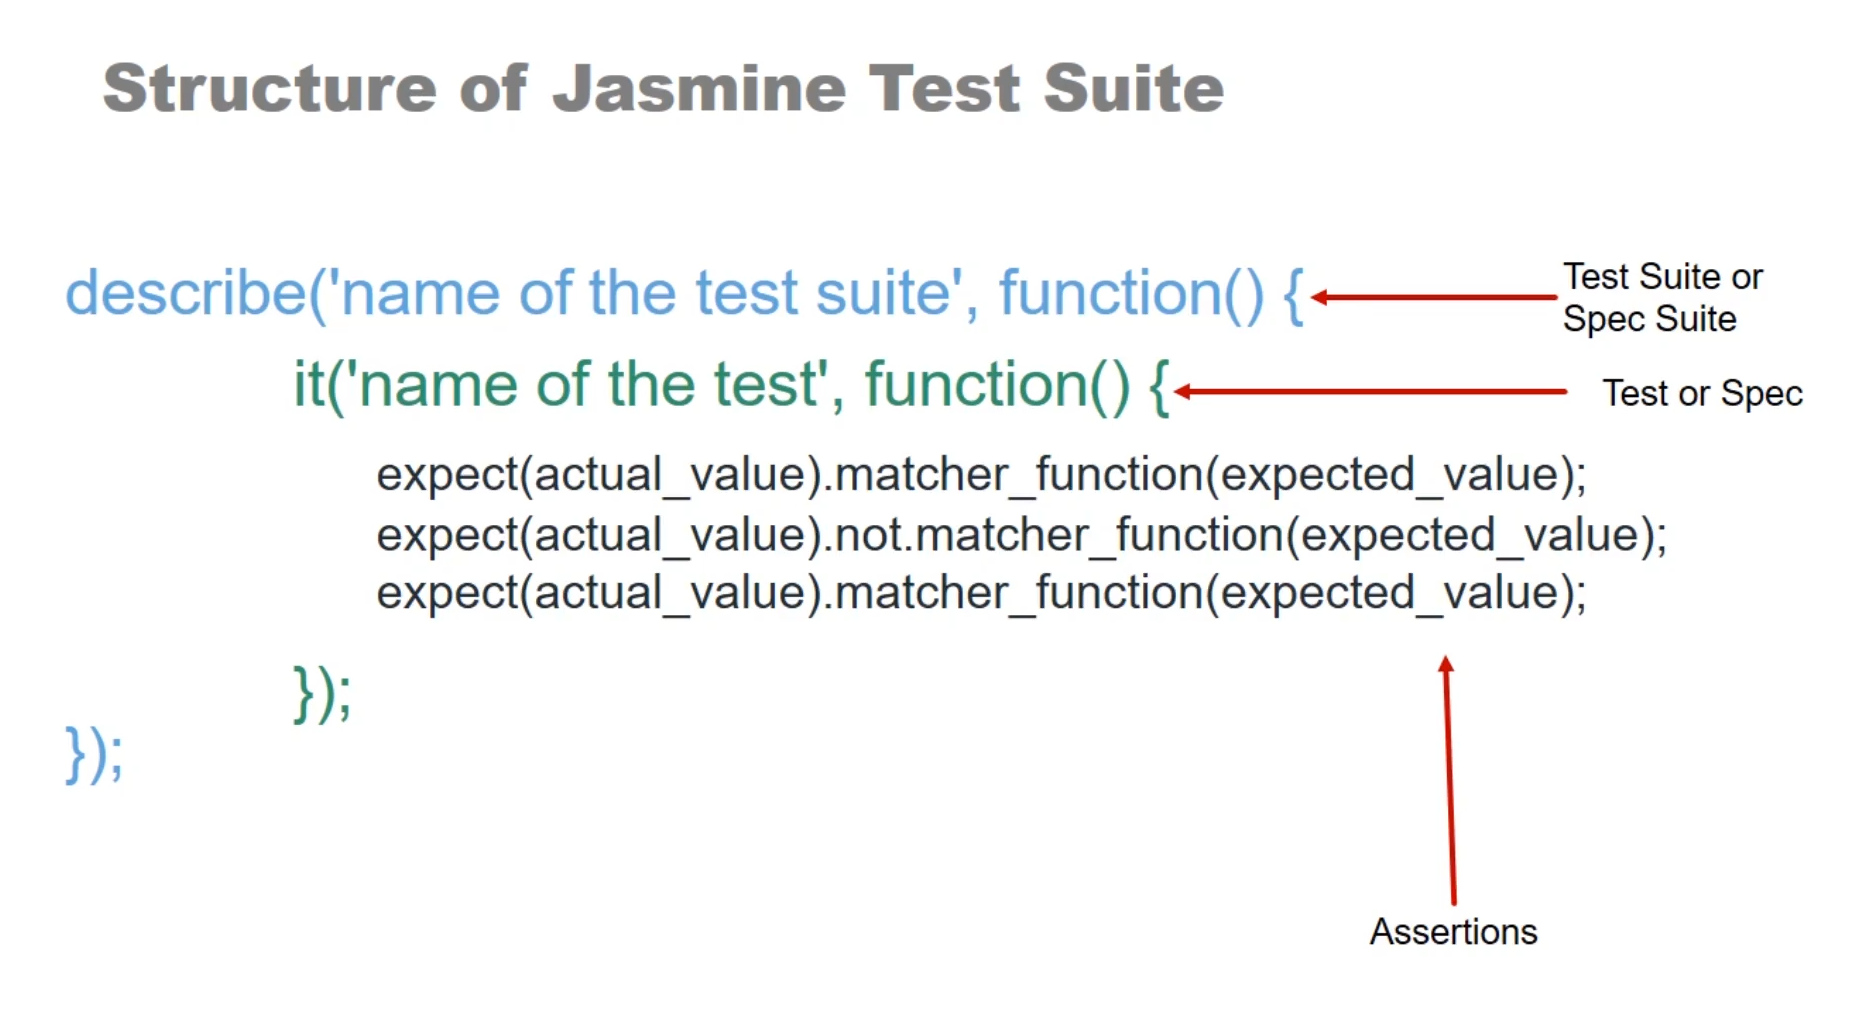 Structure of Jasmine Test Suite
describe('name of the test suite', function() {
Test Suite or
Spec Suite
it('name of the test', function() {
Test or Spec
expect(actual_value).matcher_function(expected_value);
expect(actual_value).not.matcher_function(expected_value);
expect(actual_value).matcher_function(expected_value);
});
});
Assertions